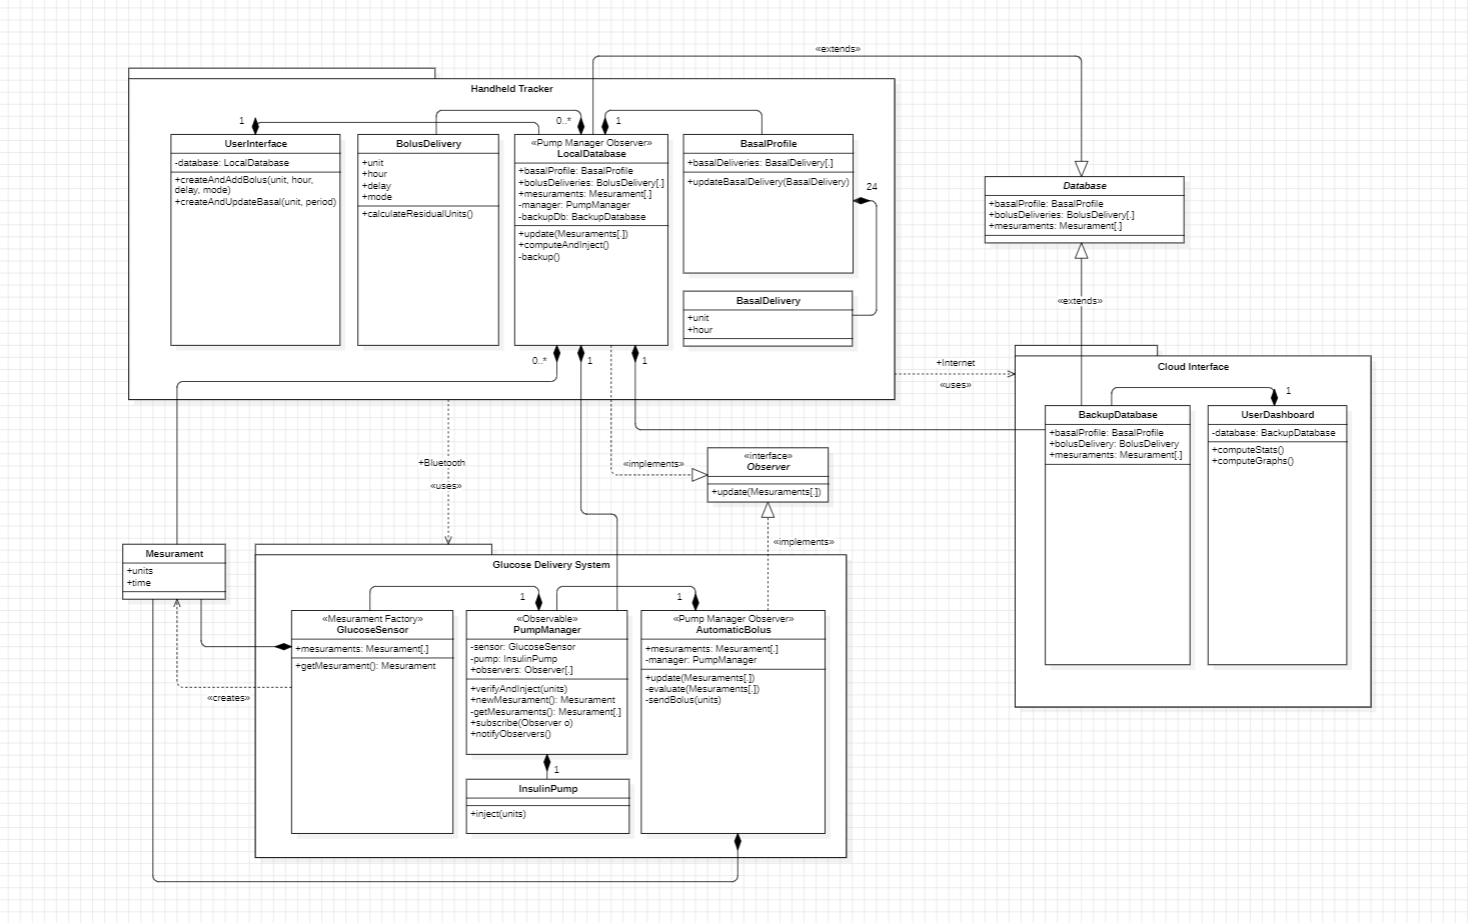 «extends»
Handheld Tracker
1
0..*
1
UserInterface
-database: LocalDatabase
+createAndAddBolus(unit, hour,
delay, mode)
+createAndUpdateBasal(unit, period)
BolusDelivery
+unit
+hour
+delay
+mode
+calculateResidualUnits()
«Pump Manager Observer»
LocalDatabase
+basalProfile: BasalProfile
+bolusDeliveries: BolusDelivery[.]
+mesuraments: Mesurament[.]
-manager: PumpManager
-backupDb: BackupDatabase
+update(Mesuraments[.])
+computeAndInject()
-backup()
BasalProfile
+basalDeliveries: BasalDelivery[.]
+updateBasalDelivery(BasalDelivery)
24
BasalDelivery
+unit
+hour
0..*
1
1
Database
+basalProfile: BasalProfile
+bolusDeliveries: BolusDelivery[.]
+mesuraments: Mesurament[.]
«extends»
+Internet
«uses»
Cloud Interface
1
BackupDatabase
+basalProfile: BasalProfile
+bolusDelivery: BolusDelivery
+mesuraments: Mesurament[.]
UserDashboard
-database: BackupDatabase
+computeStats()
+computeGraphs()
+Bluetooth
«uses»
«implements»
«interface»
Observer
+update(Mesuraments[.])
«implements»
Mesurament
+units
+time
«creates»
Glucose Delivery System
1
1
«Mesurament Factory»
GlucoseSensor
+mesuraments: Mesurament[.]
+getMesurament(): Mesurament
«Observable»
PumpManager
-sensor: GlucoseSensor
-pump: InsulinPump
+observers: Observer[.]
+verifyAndInject(units)
+newMesurament(): Mesurament
-getMesuraments(): Mesurament[.]
+subscribe(Observer o)
+notifyObservers()
1
InsulinPump
+inject(units)
«Pump Manager Observer»
AutomaticBolus
+mesuraments: Mesurament[.]
-manager: PumpManager
+update(Mesuraments[.])
-evaluate(Mesuraments[.])
-sendBolus(units)